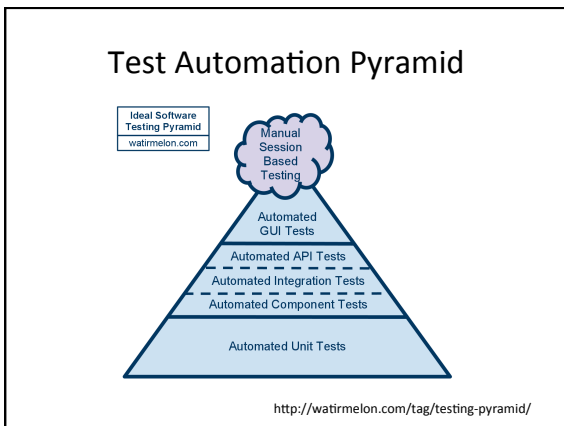 Test Automation Pyramid
Ideal Software
Testing Pyramid
watirmelon.com
Manual
Session
Based
Testing
Automated
GUI Tests
Automated API Tests
Automated Integration Tests
Automated Component Tests
Automated Unit Tests
http://watirmelon.com/tag/testing-pyramid/